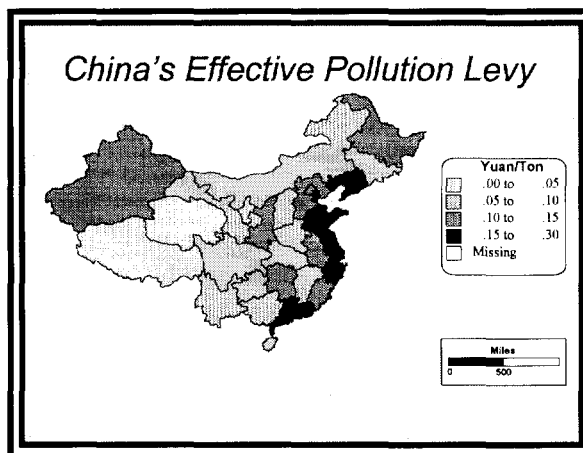 China's Effective Pollution Levy
Yuan/Ton
.00 to .05
.05 to .10
.10 to .15
.15 to .30
Missing
Miles
0 500